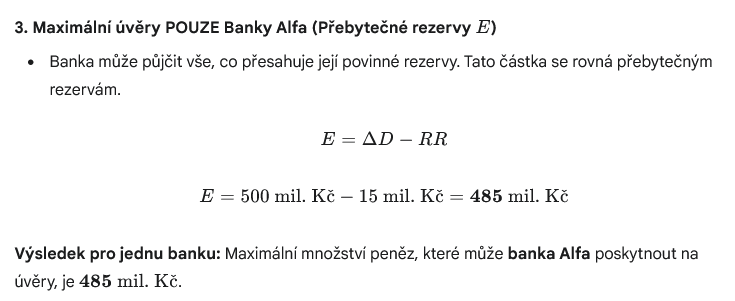 3. Maximální úvěry POUZE Banky Alfa (Přebytečné rezervy E)
• Banka může půjčit vše, co přesahuje její povinné rezervy. Tato částka se rovná přebytečným
rezervám.
E = ΔD − RR
E = 500 mil. Kč − 15 mil. Kč = 485 mil. Kč
Výsledek pro jednu banku: Maximální množství peněz, které může banka Alfa poskytnout na
úvěry, je 485 mil. Kč.